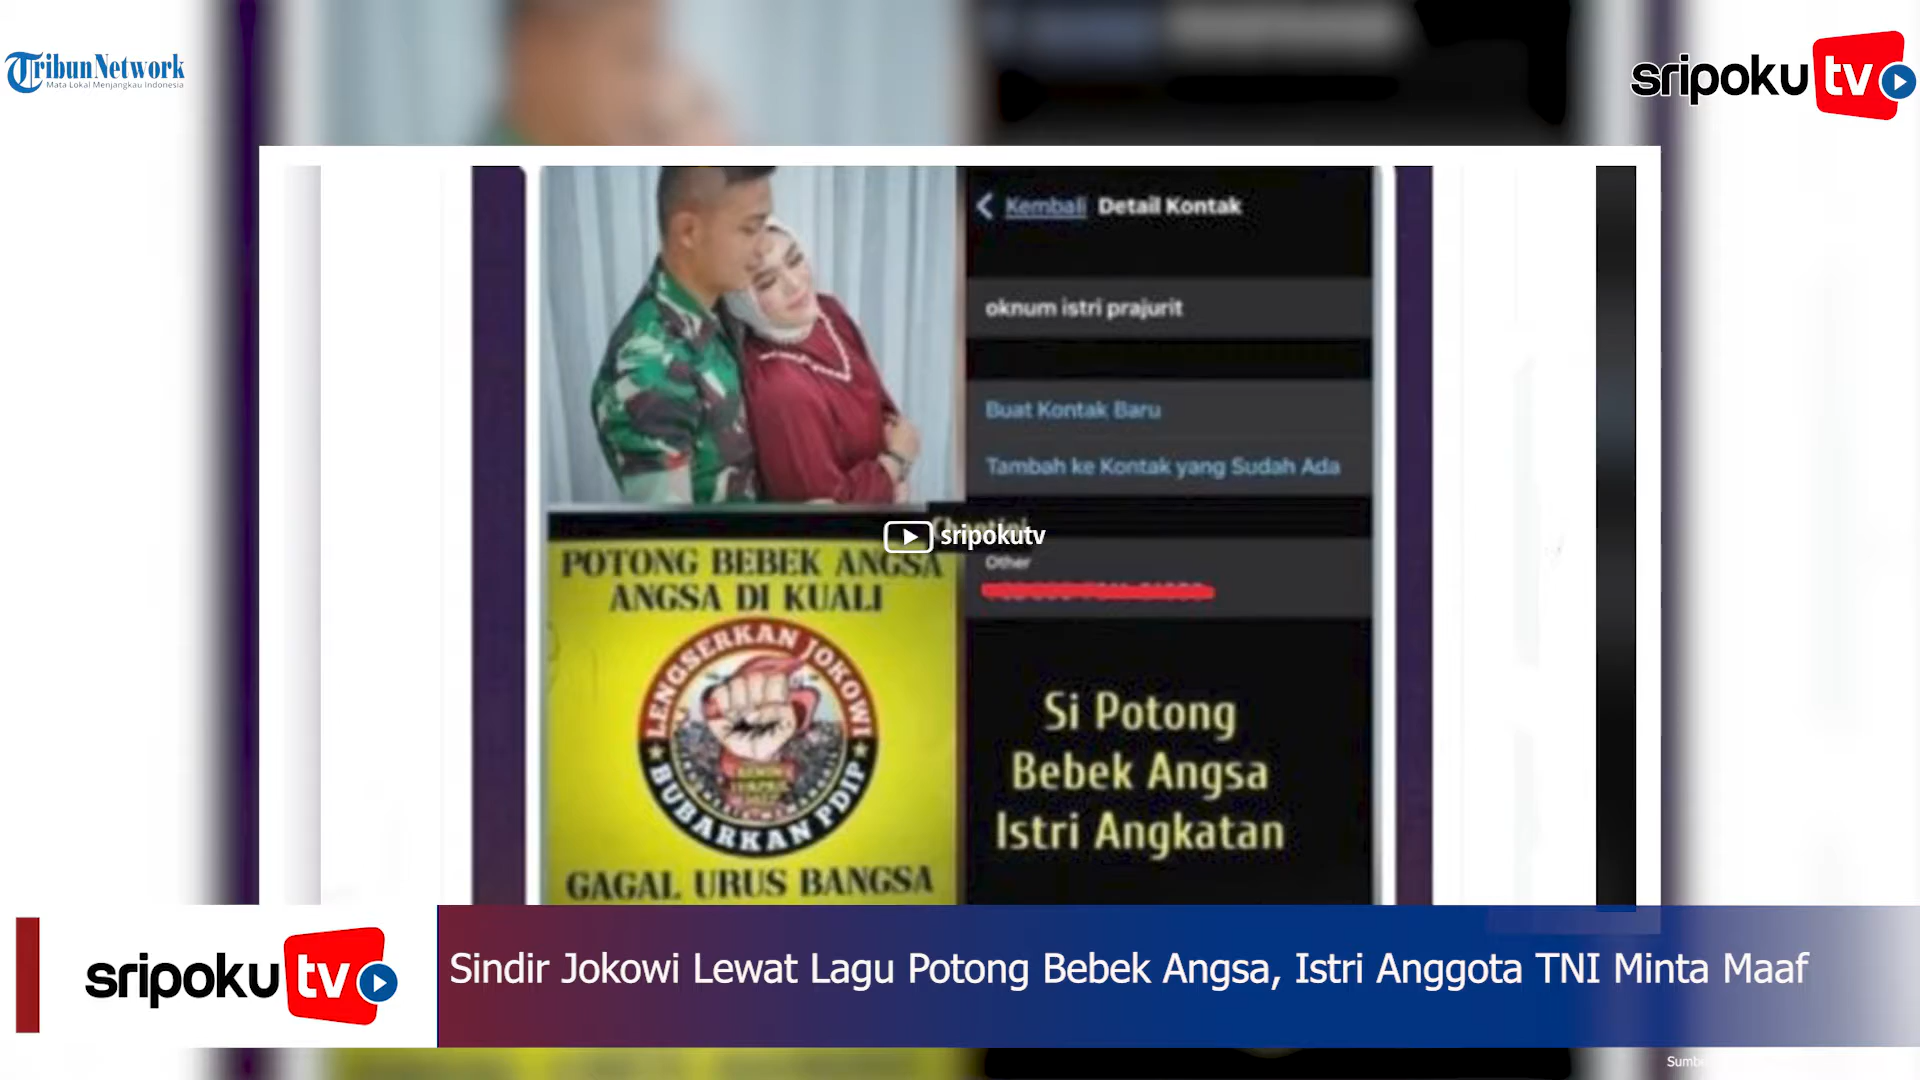 TribunNetwork
Mata Lokal Menjangkau Indonesia
sripoku tv
Kembali Detail Kontak
oknum istri prajurit
Buat Kontak Baru
Tambah ke Kontak yang Sudah Ada
sripokutv
Other
POTONG BEBEK ANGSA
ANGSA DI KUALI
LENGSERKAN JOKOWI
BUBARKAN PDIP
GAGAL URUS BANGSA
Si Potong
Bebek Angsa
Istri Angkatan
sripoku tv
Sindir Jokowi Lewat Lagu Potong Bebek Angsa, Istri Anggota TNI Minta Maaf